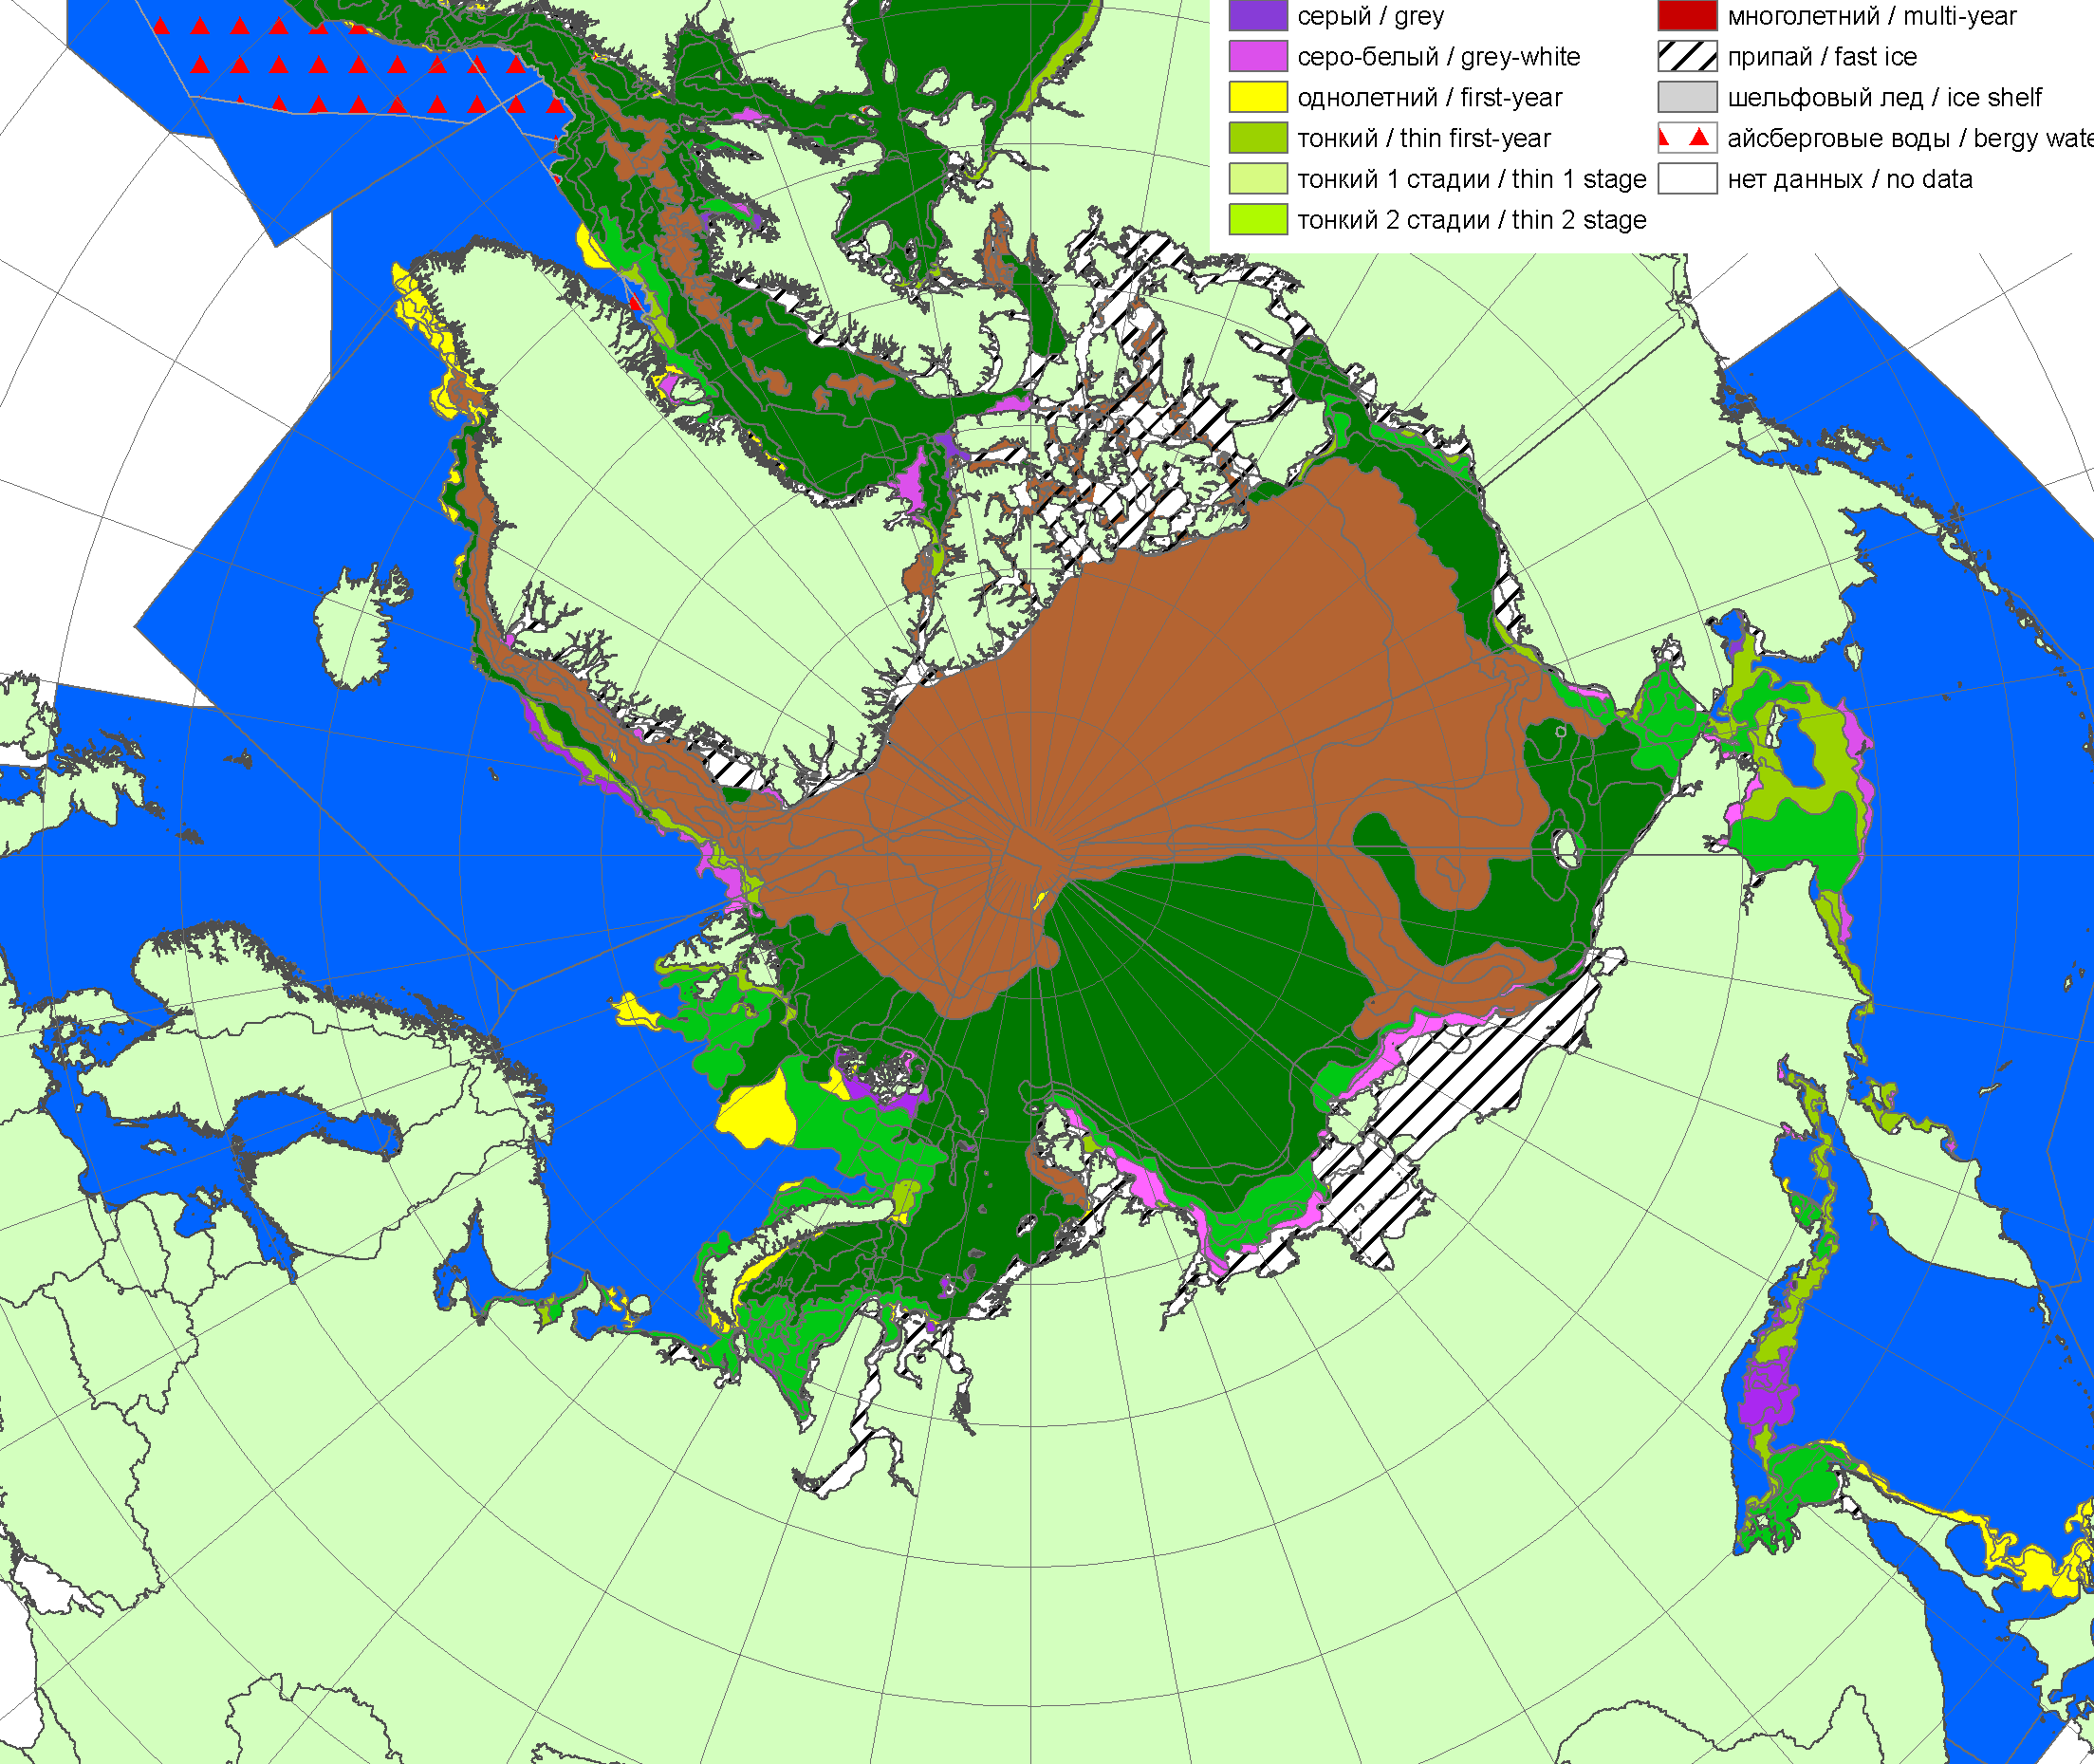 серый / grey
серо-белый / grey-white
однолетний / first-year
тонкий / thin first-year
тонкий 1 стадии / thin 1 stage
тонкий 2 стадии / thin 2 stage
многолетний / multi-year
припай / fast ice
шельфовый лед / ice shelf
айсберговые воды / bergy wate
нет данных / no data